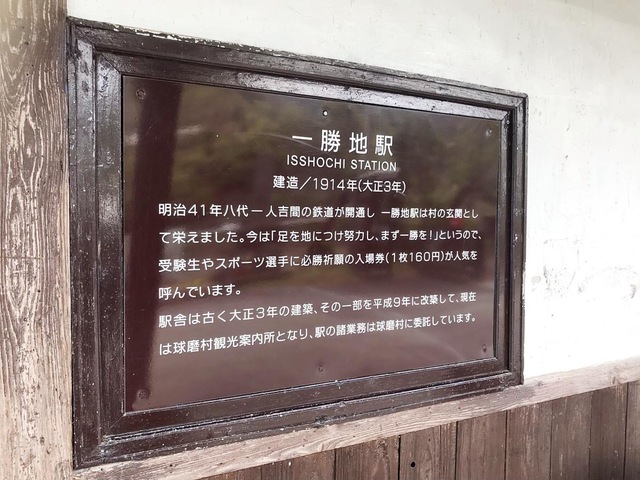 一勝地駅
ISSHOCHI STATION
建造／1914年(大正3年)
明治41年八代ー人吉間の鉄道が開通し 一勝地駅は村の玄関とし
て栄えました。今は「足を地につけ努力し、まず一勝を！」というので、
受験生やスポーツ選手に必勝祈願の入場券(1枚160円)が人気を
呼んでいます。
駅舎は古く大正3年の建築、その一部を平成9年に改築して、現在
は球磨村観光案内所となり、駅の諸業務は球磨村に委託しています。